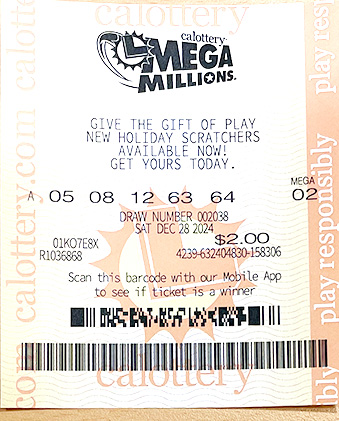 calottery
MEGA
MILLIONS
GIVE THE GIFT OF PLAY
NEW HOLIDAY SCRATCHERS
AVAILABLE NOW!
GET YOURS TODAY.
MEGA
A 05 08 12 63 64 02
DRAW NUMBER 002038
SAT DEC 28 2024
01KO7E8X $2.00
R1036868 4239-632404830-158306
Scan this barcode with our Mobile App
to see if ticket is a winner
calottery
calottery.com
play responsibly